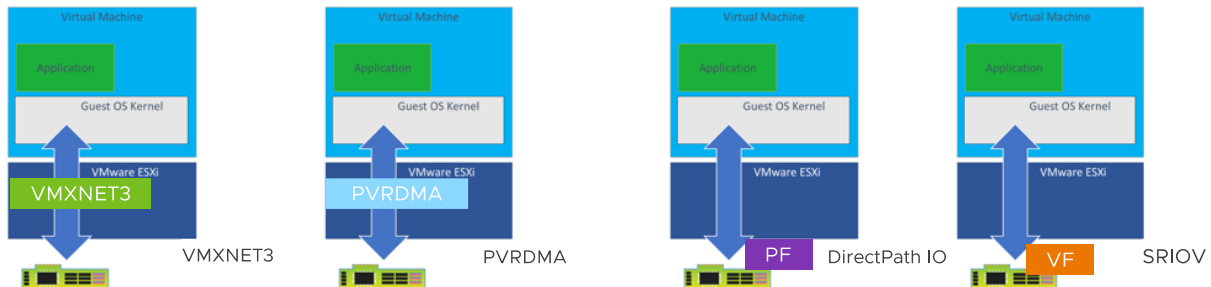 Virtual Machine
Application
Guest OS Kernel
VMware ESXi
VMXNET3
VMXNET3
Virtual Machine
Application
Guest OS Kernel
VMware ESXi
PVRDMA
PVRDMA
Virtual Machine
Application
Guest OS Kernel
VMware ESXi
PF
DirectPath IO
Virtual Machine
Application
Guest OS Kernel
VMware ESXi
VF
SRIOV